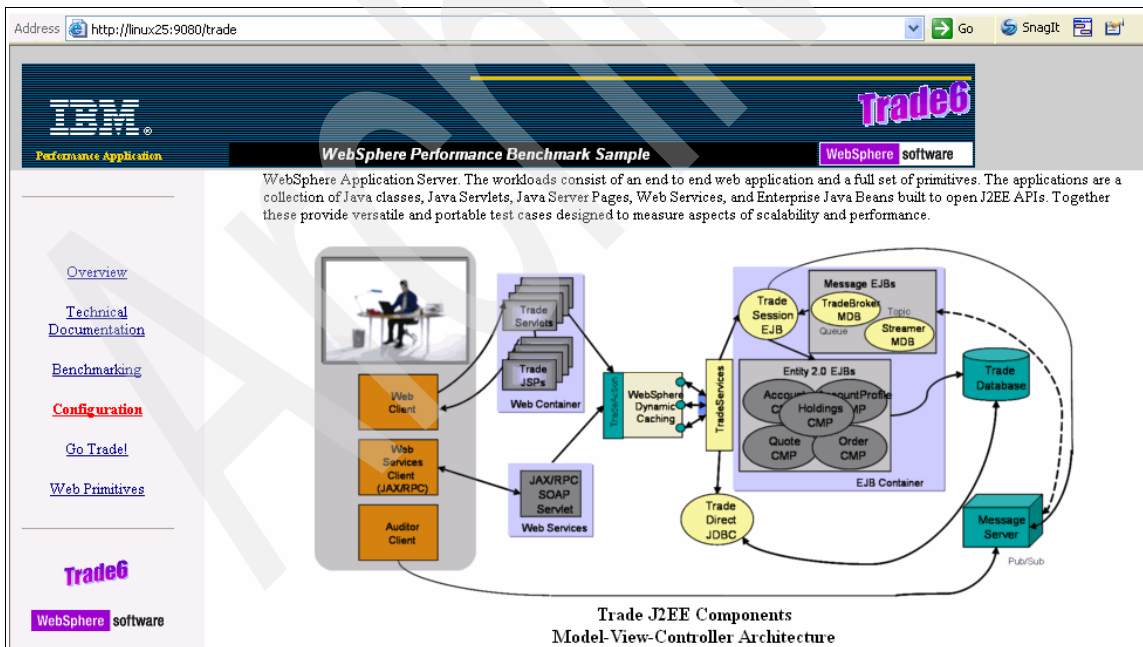 Address http://linux25:9080/trade Go SnagIt
IBM®
Trade6
Performance Application
WebSphere Performance Benchmark Sample
WebSphere software
WebSphere Application Server. The workloads consist of an end to end web application and a full set of primitives. The applications are a
collection of Java classes, Java Servlets, Java Server Pages, Web Services, and Enterprise Java Beans built to open J2EE APIs. Together
these provide versatile and portable test cases designed to measure aspects of scalability and performance.
Overview
Technical
Documentation
Benchmarking
Configuration
Go Trade!
Web Primitives
Trade6
WebSphere software
Web
Client
Web
Services
Client
(JAX/RPC)
Auditor
Client
Trade
Servlets
Trade
JSPs
Web Container
JAX/RPC
SOAP
Servlet
Web Services
TradeAction
WebSphere
Dynamic
Caching
TradeServices
Trade
Session
EJB
Message EJBs
TradeBroker
MDB
Queue
Topic
Streamer
MDB
Entity 2.0 EJBs
Account
Holdings
CMP
Quote
CMP
Order
CMP
EJB Container
Trade
Direct
JDBC
Trade
Database
Message
Server
Pub/Sub
Trade J2EE Components
Model-View-Controller Architecture